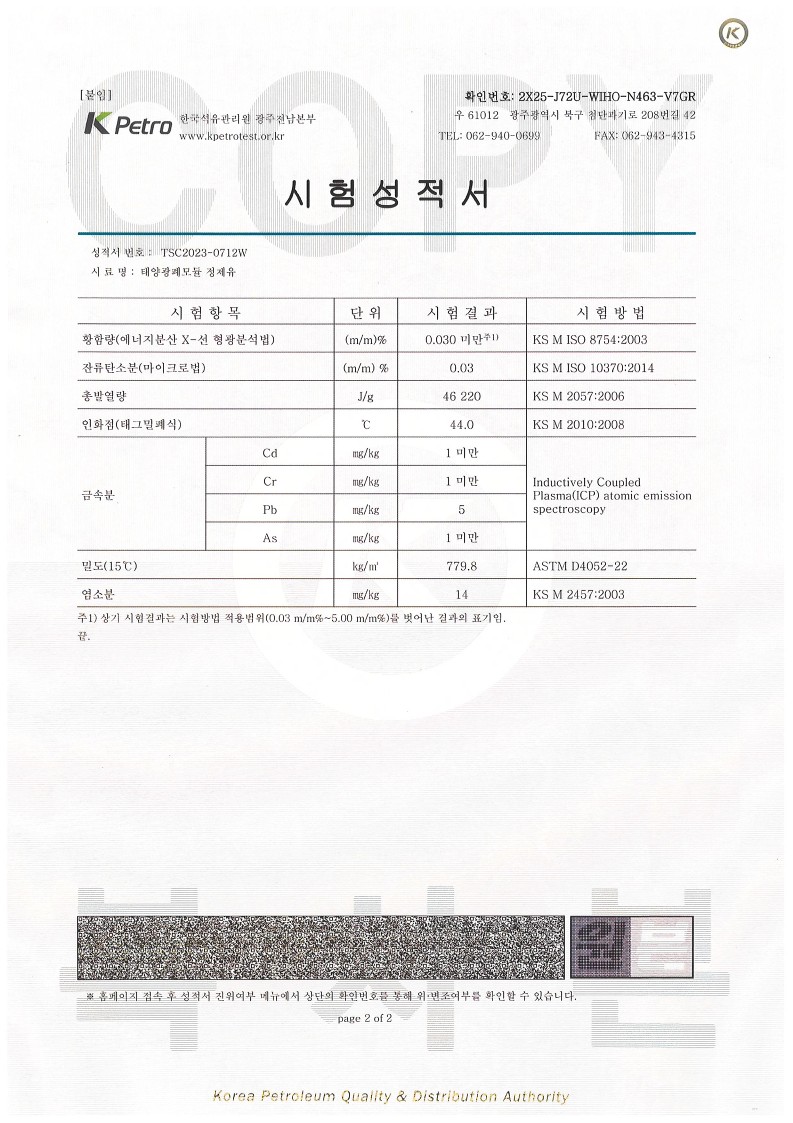 [붙임]
확인번호: 2X25-J72U-WIHO-N463-V7GR
K Petro 한국석유관리원 광주전남본부
www.kpetrotest.or.kr
우 61012 광주광역시 북구 첨단과기로 208번길 42
TEL: 062-940-0699 FAX: 062-943-4315
COPY
시험성적서
성적서 번호 : TSC2023-0712W
시 료 명 : 태양광폐모듈 정제유
시 험 항 목 단 위 시 험 결 과 시 험 방 법
황함량(에너지분산 X-선 형광분석법) (m/m)% 0.030 미만주1) KS M ISO 8754:2003
잔류탄소분(마이크로법) (m/m) % 0.03 KS M ISO 10370:2014
총발열량 J/g 46 220 KS M 2057:2006
인화점(태그밀폐식) ℃ 44.0 KS M 2010:2008
금속분
Cd mg/kg 1 미만
Cr mg/kg 1 미만
Pb mg/kg 5
As mg/kg 1 미만
Inductively Coupled
Plasma(ICP) atomic emission
spectroscopy
밀도(15℃) kg/㎥ 779.8 ASTM D4052-22
염소분 mg/kg 14 KS M 2457:2003
주1) 상기 시험결과는 시험방법 적용범위(0.03 m/m%~5.00 m/m%)를 벗어난 결과의 표기임.
끝.
복사본
※ 홈페이지 접속 후 성적서 진위여부 메뉴에서 상단의 확인번호를 통해 위·변조여부를 확인할 수 있습니다.
page 2 of 2
Korea Petroleum Quality & Distribution Authority